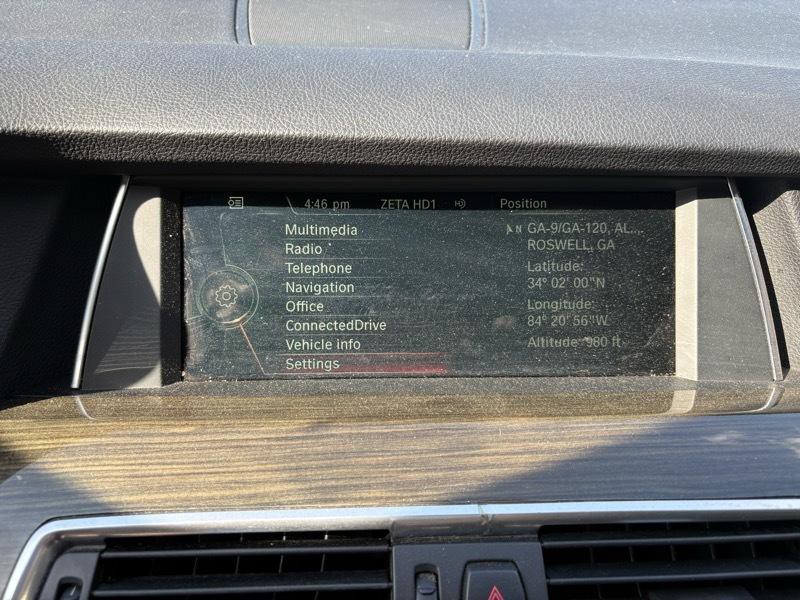 4:46 pm ZETA HD1 Position
Multimedia
Radio
Telephone
Navigation
Office
ConnectedDrive
Vehicle info
Settings
N GA-9/GA-120, AL...
ROSWELL, GA
Latitude:
34° 02' 00"N
Longitude:
84° 20' 56"W
Altitude: 980 ft